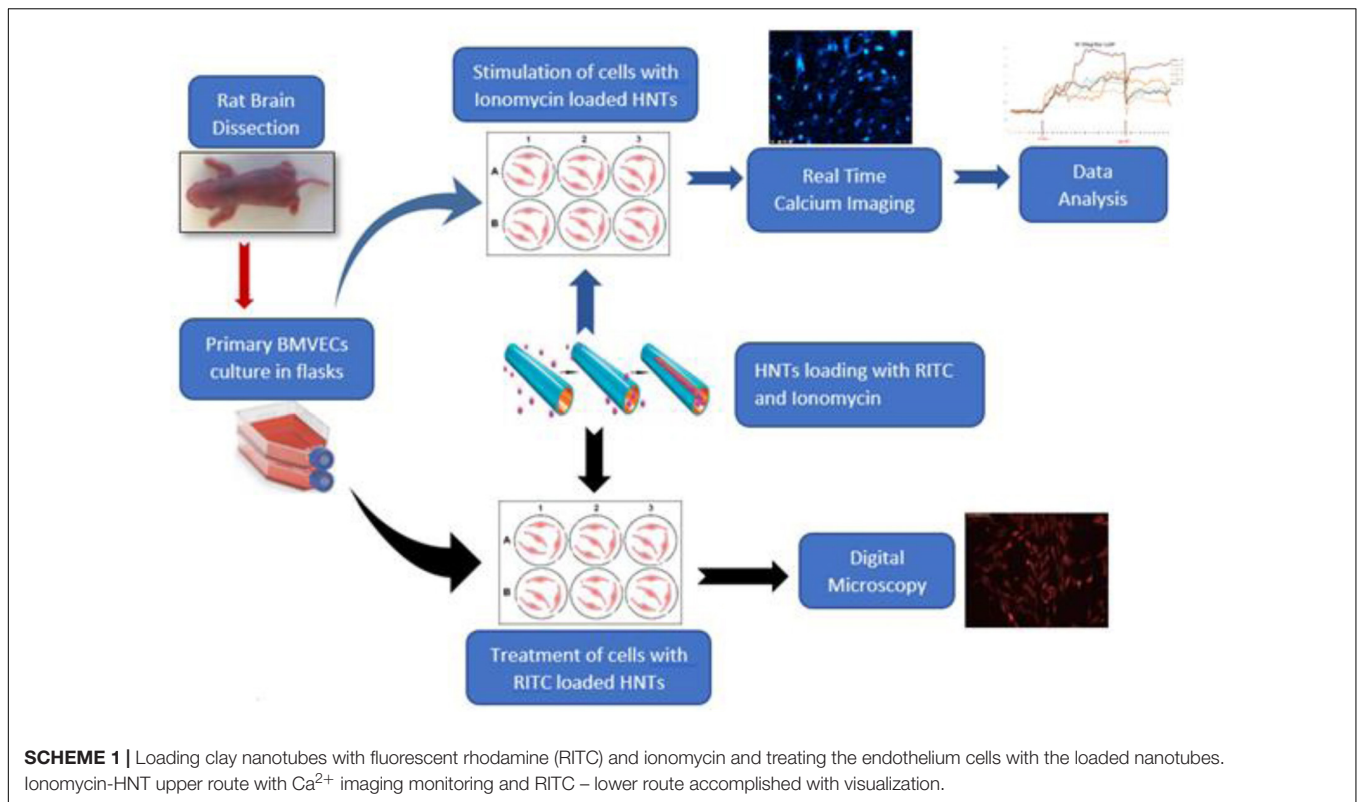 Rat Brain
Dissection
Stimulation of cells with
Ionomycin loaded HNTs
1 2 3
A
B
Real Time
Calcium Imaging
Data
Analysis
Primary BMVECs
culture in flasks
HNTs loading with RITC
and Ionomycin
1 2 3
A
B
Treatment of cells with
RITC loaded HNTs
Digital
Microscopy
SCHEME 1 | Loading clay nanotubes with fluorescent rhodamine (RITC) and ionomycin and treating the endothelium cells with the loaded nanotubes.
Ionomycin-HNT upper route with Ca²⁺ imaging monitoring and RITC – lower route accomplished with visualization.